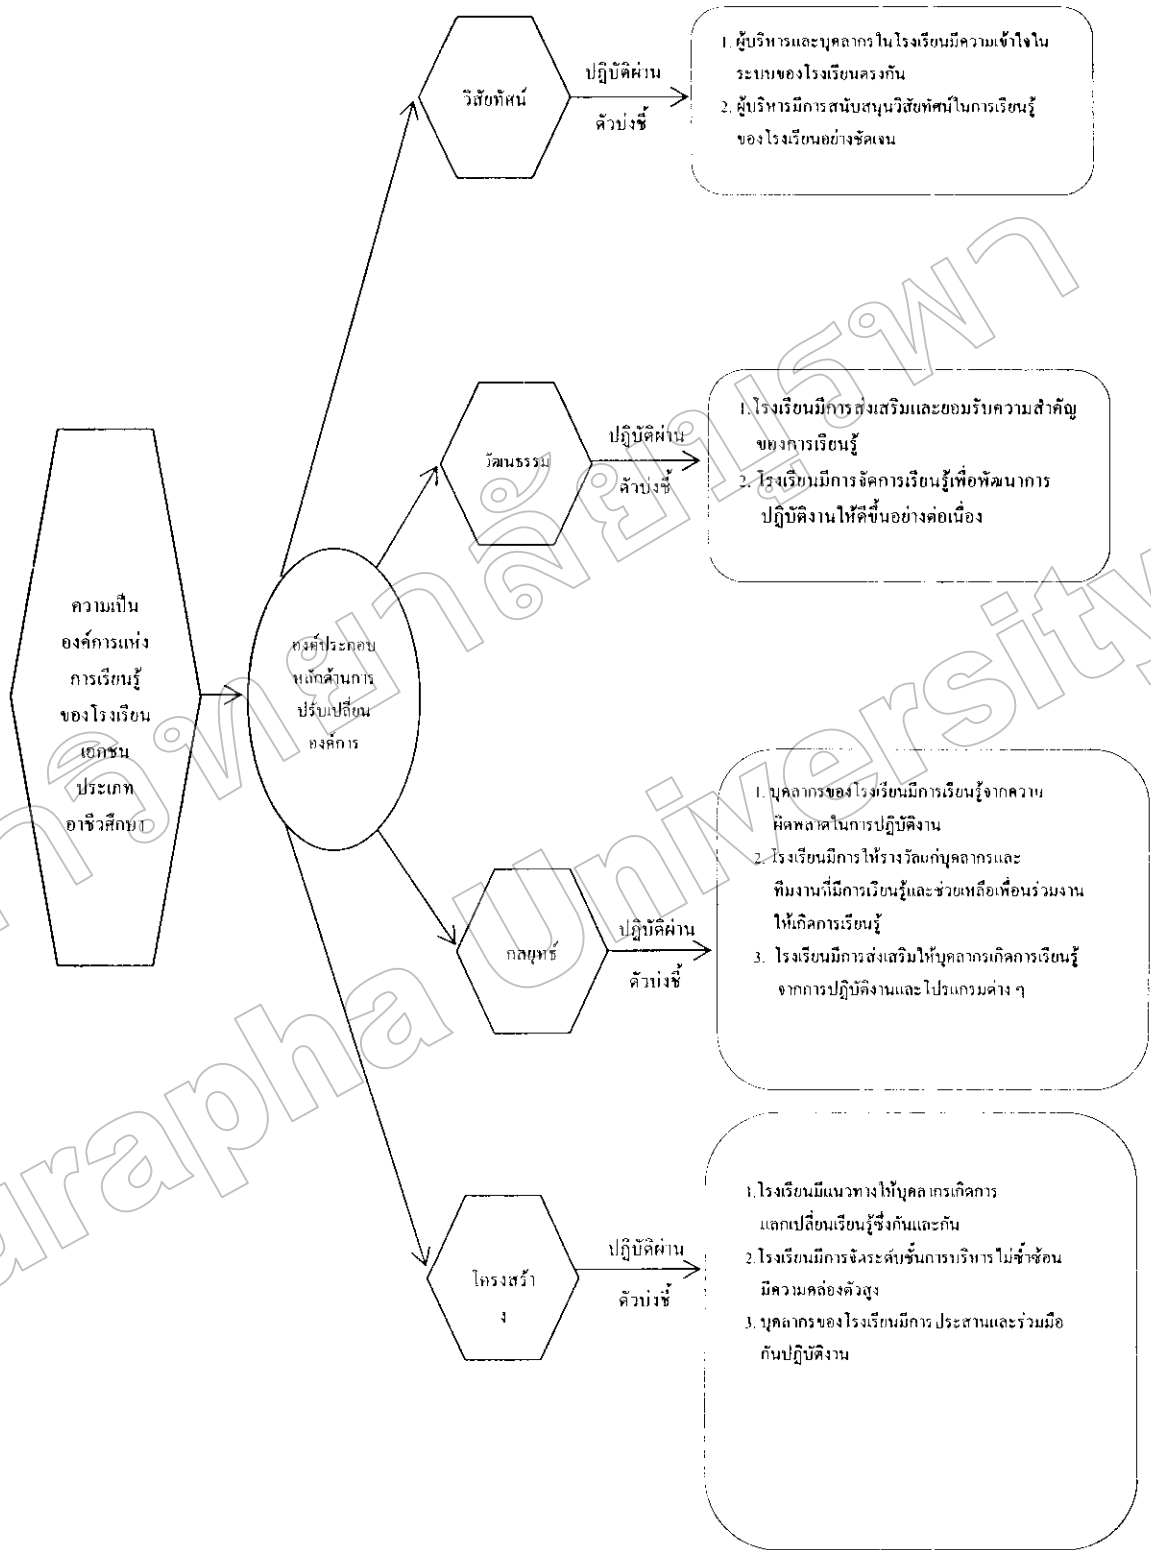 วิสัยทัศน์
ปฏิบัติผ่าน
ตัวบ่งชี้
1. ผู้บริหารและบุคลากรในโรงเรียนมีความเข้าใจใน
ระบบของโรงเรียนตรงกัน
2. ผู้บริหารมีการสนับสนุนวิสัยทัศน์ในการเรียนรู้
ของโรงเรียนอย่างชัดเจน
วัฒนธรรม
ปฏิบัติผ่าน
ตัวบ่งชี้
1. โรงเรียนมีการส่งเสริมและยอมรับความสำคัญ
ของการเรียนรู้
2. โรงเรียนมีการจัดการเรียนรู้เพื่อพัฒนาการ
ปฏิบัติงานให้ดีขึ้นอย่างต่อเนื่อง
ความเป็น
องค์การแห่ง
การเรียนรู้
ของโรงเรียน
เอกชน
ประเภท
อาชีวศึกษา
องค์ประกอบ
หลักด้านการ
ปรับเปลี่ยน
องค์การ
กลยุทธ์
ปฏิบัติผ่าน
ตัวบ่งชี้
1. บุคลากรของโรงเรียนมีการเรียนรู้จากความ
ผิดพลาดในการปฏิบัติงาน
2. โรงเรียนมีการให้รางวัลแก่บุคลากรและ
ทีมงานที่มีการเรียนรู้และช่วยเหลือเพื่อนร่วมงาน
ให้เกิดการเรียนรู้
3. โรงเรียนมีการส่งเสริมให้บุคลากรเกิดการเรียนรู้
จากการปฏิบัติงานและโปรแกรมต่าง ๆ
โครงสร้า
ง
ปฏิบัติผ่าน
ตัวบ่งชี้
1. โรงเรียนมีแนวทางให้บุคลากรเกิดการ
แลกเปลี่ยนเรียนรู้ซึ่งกันและกัน
2. โรงเรียนมีการจัดระดับชั้นการบริหารไม่ซ้ำซ้อน
มีความคล่องตัวสูง
3. บุคลากรของโรงเรียนมีการประสานและร่วมมือ
กันปฏิบัติงาน
วิทยาลัยบูรพา
Burapha University